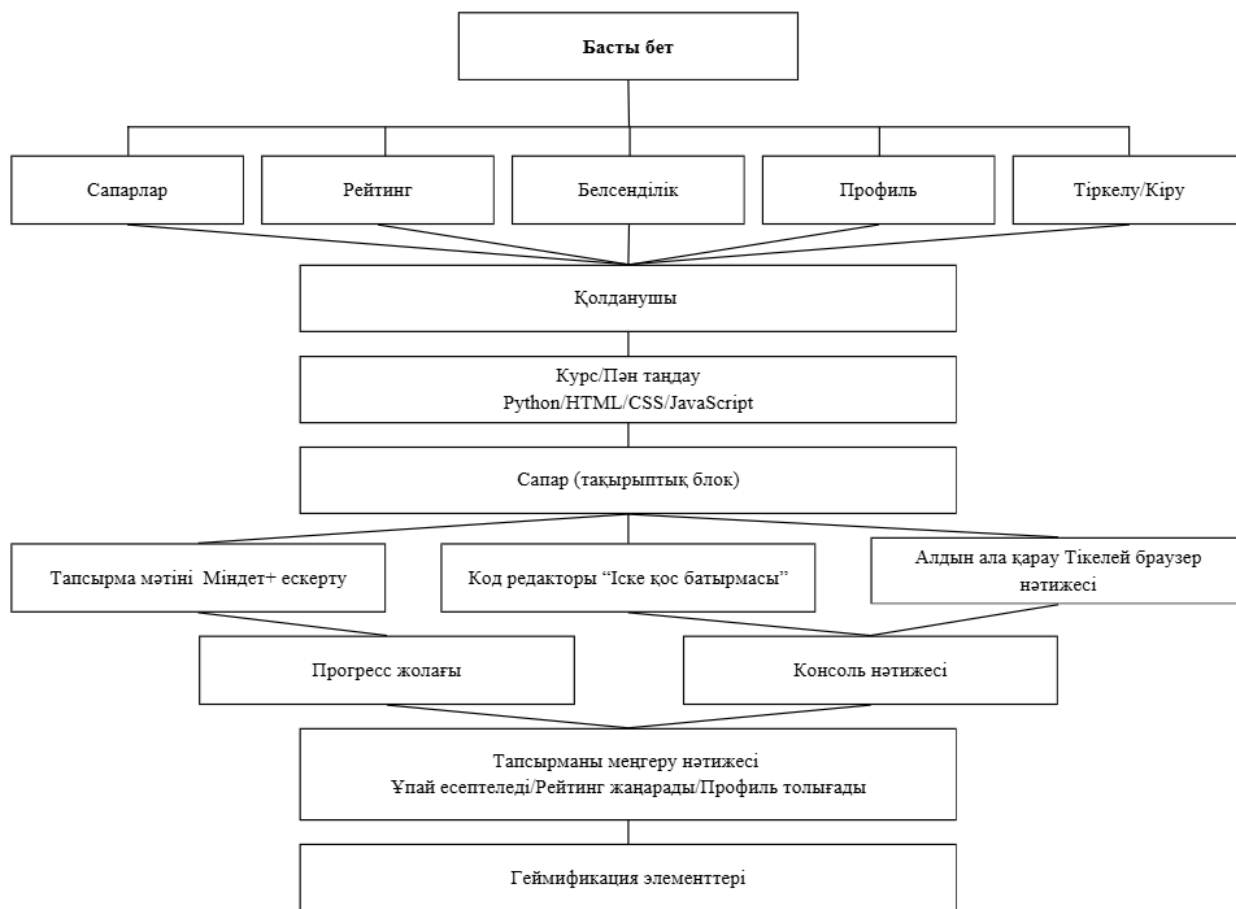 Басты бет
Сапарлар
Рейтинг
Белсенділік
Профиль
Тіркелу/Кіру
Қолданушы
Курс/Пән таңдау
Python/HTML/CSS/JavaScript
Сапар (тақырыптық блок)
Тапсырма мәтіні  Міндет+ ескерту
Код редакторы “Іске қос батырмасы”
Алдын ала қарау Тікелей браузер
нәтижесі
Прогресс жолағы
Консоль нәтижесі
Тапсырманы меңгеру нәтижесі
Ұпай есептеледі/Рейтинг жаңарады/Профиль толығады
Геймификация элементтері